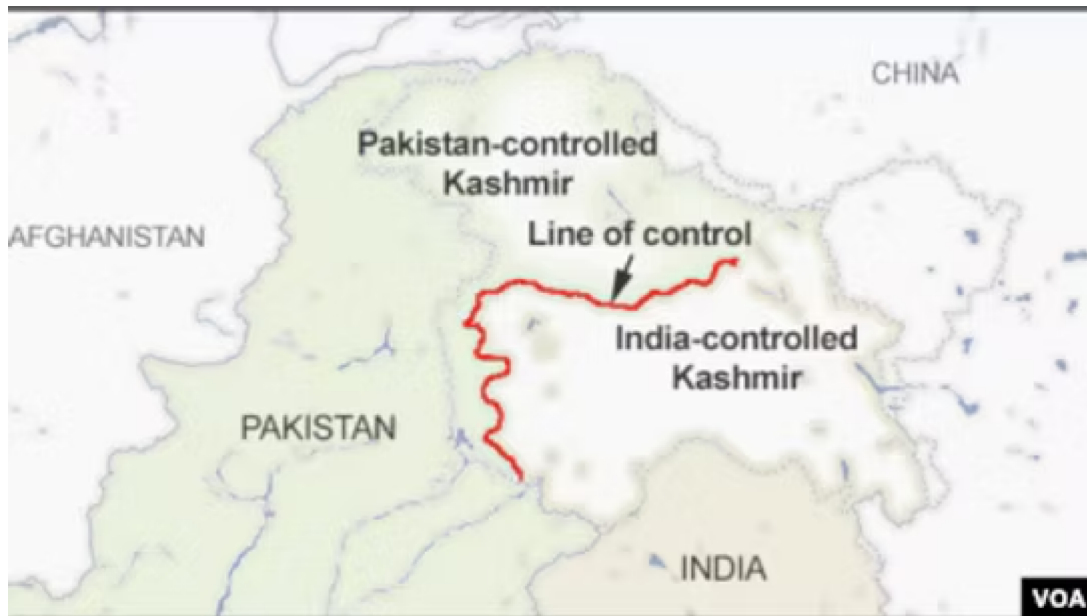 CHINA
Pakistan-controlled
Kashmir
AFGHANISTAN
Line of control
India-controlled
Kashmir
PAKISTAN
INDIA
VOA